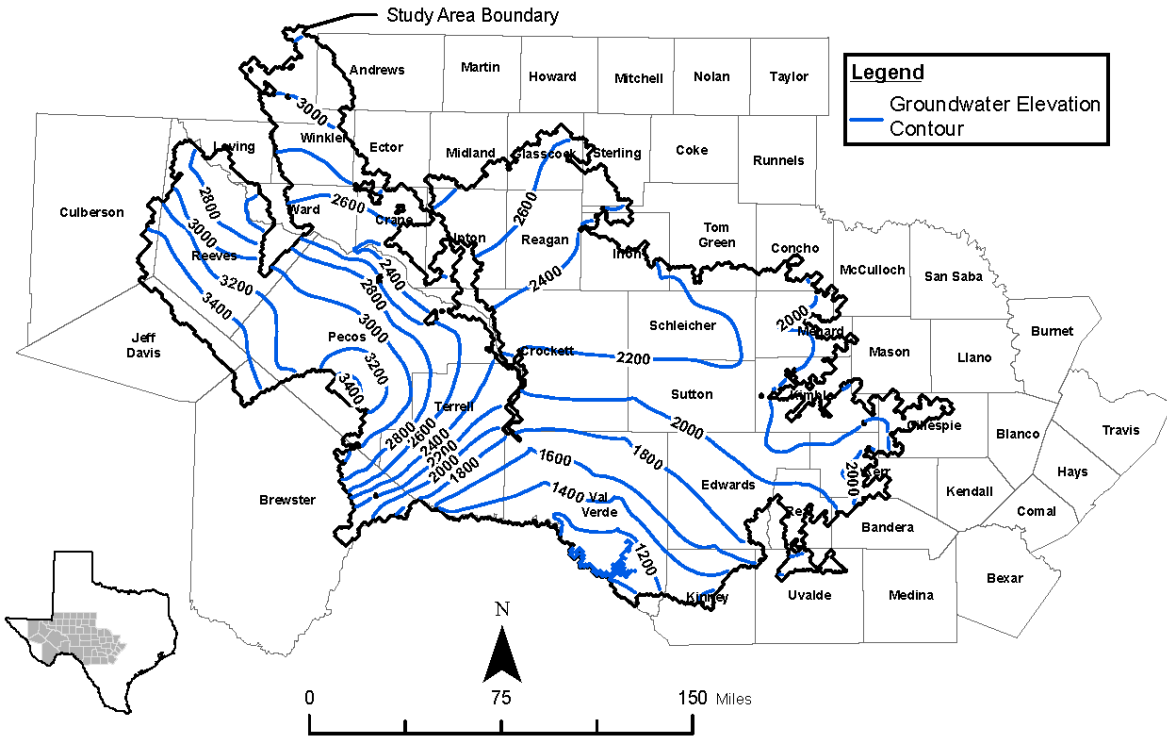 Study Area Boundary
Andrews
Martin
Howard
Mitchell
Nolan
Taylor
Legend
Groundwater Elevation
Contour
3000
Loving
Winkler
Ector
Midland
Glasscock
Sterling
Coke
Runnels
Culberson
2800
Ward
2600
Crane
Upton
2600
Reagan
Irion
Tom
Green
Concho
McCulloch
San Saba
3000
Reeves
2400
2400
3200
2800
3400
3000
Jeff
Davis
Pecos
3200
3400
Schleicher
2000
Menard
Burnet
Crockett
2200
Mason
Llano
Terrell
Sutton
Kimble
2000
Gillespie
Blanco
Travis
2800
2600
2400
2200
2000
1800
1600
1800
2000
Kerr
Hays
Brewster
1400
Val
Verde
Edwards
Real
Kendall
Comal
Bandera
1200
Kinney
Uvalde
Medina
Bexar
N
0
75
150 Miles